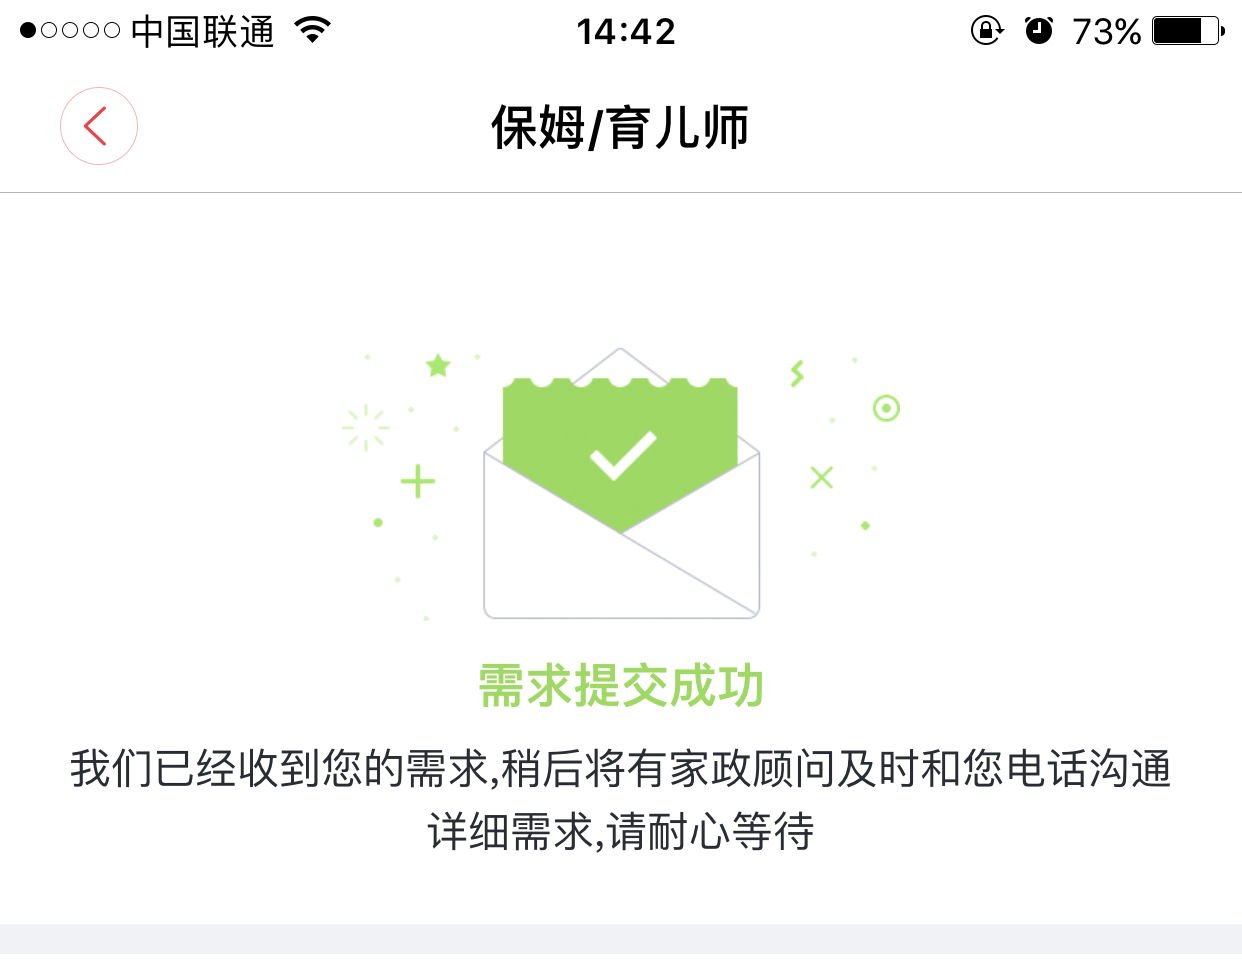 中国联通 14:42 73%
保姆/育儿师
需求提交成功
我们已经收到您的需求,稍后将有家政顾问及时和您电话沟通
详细需求,请耐心等待